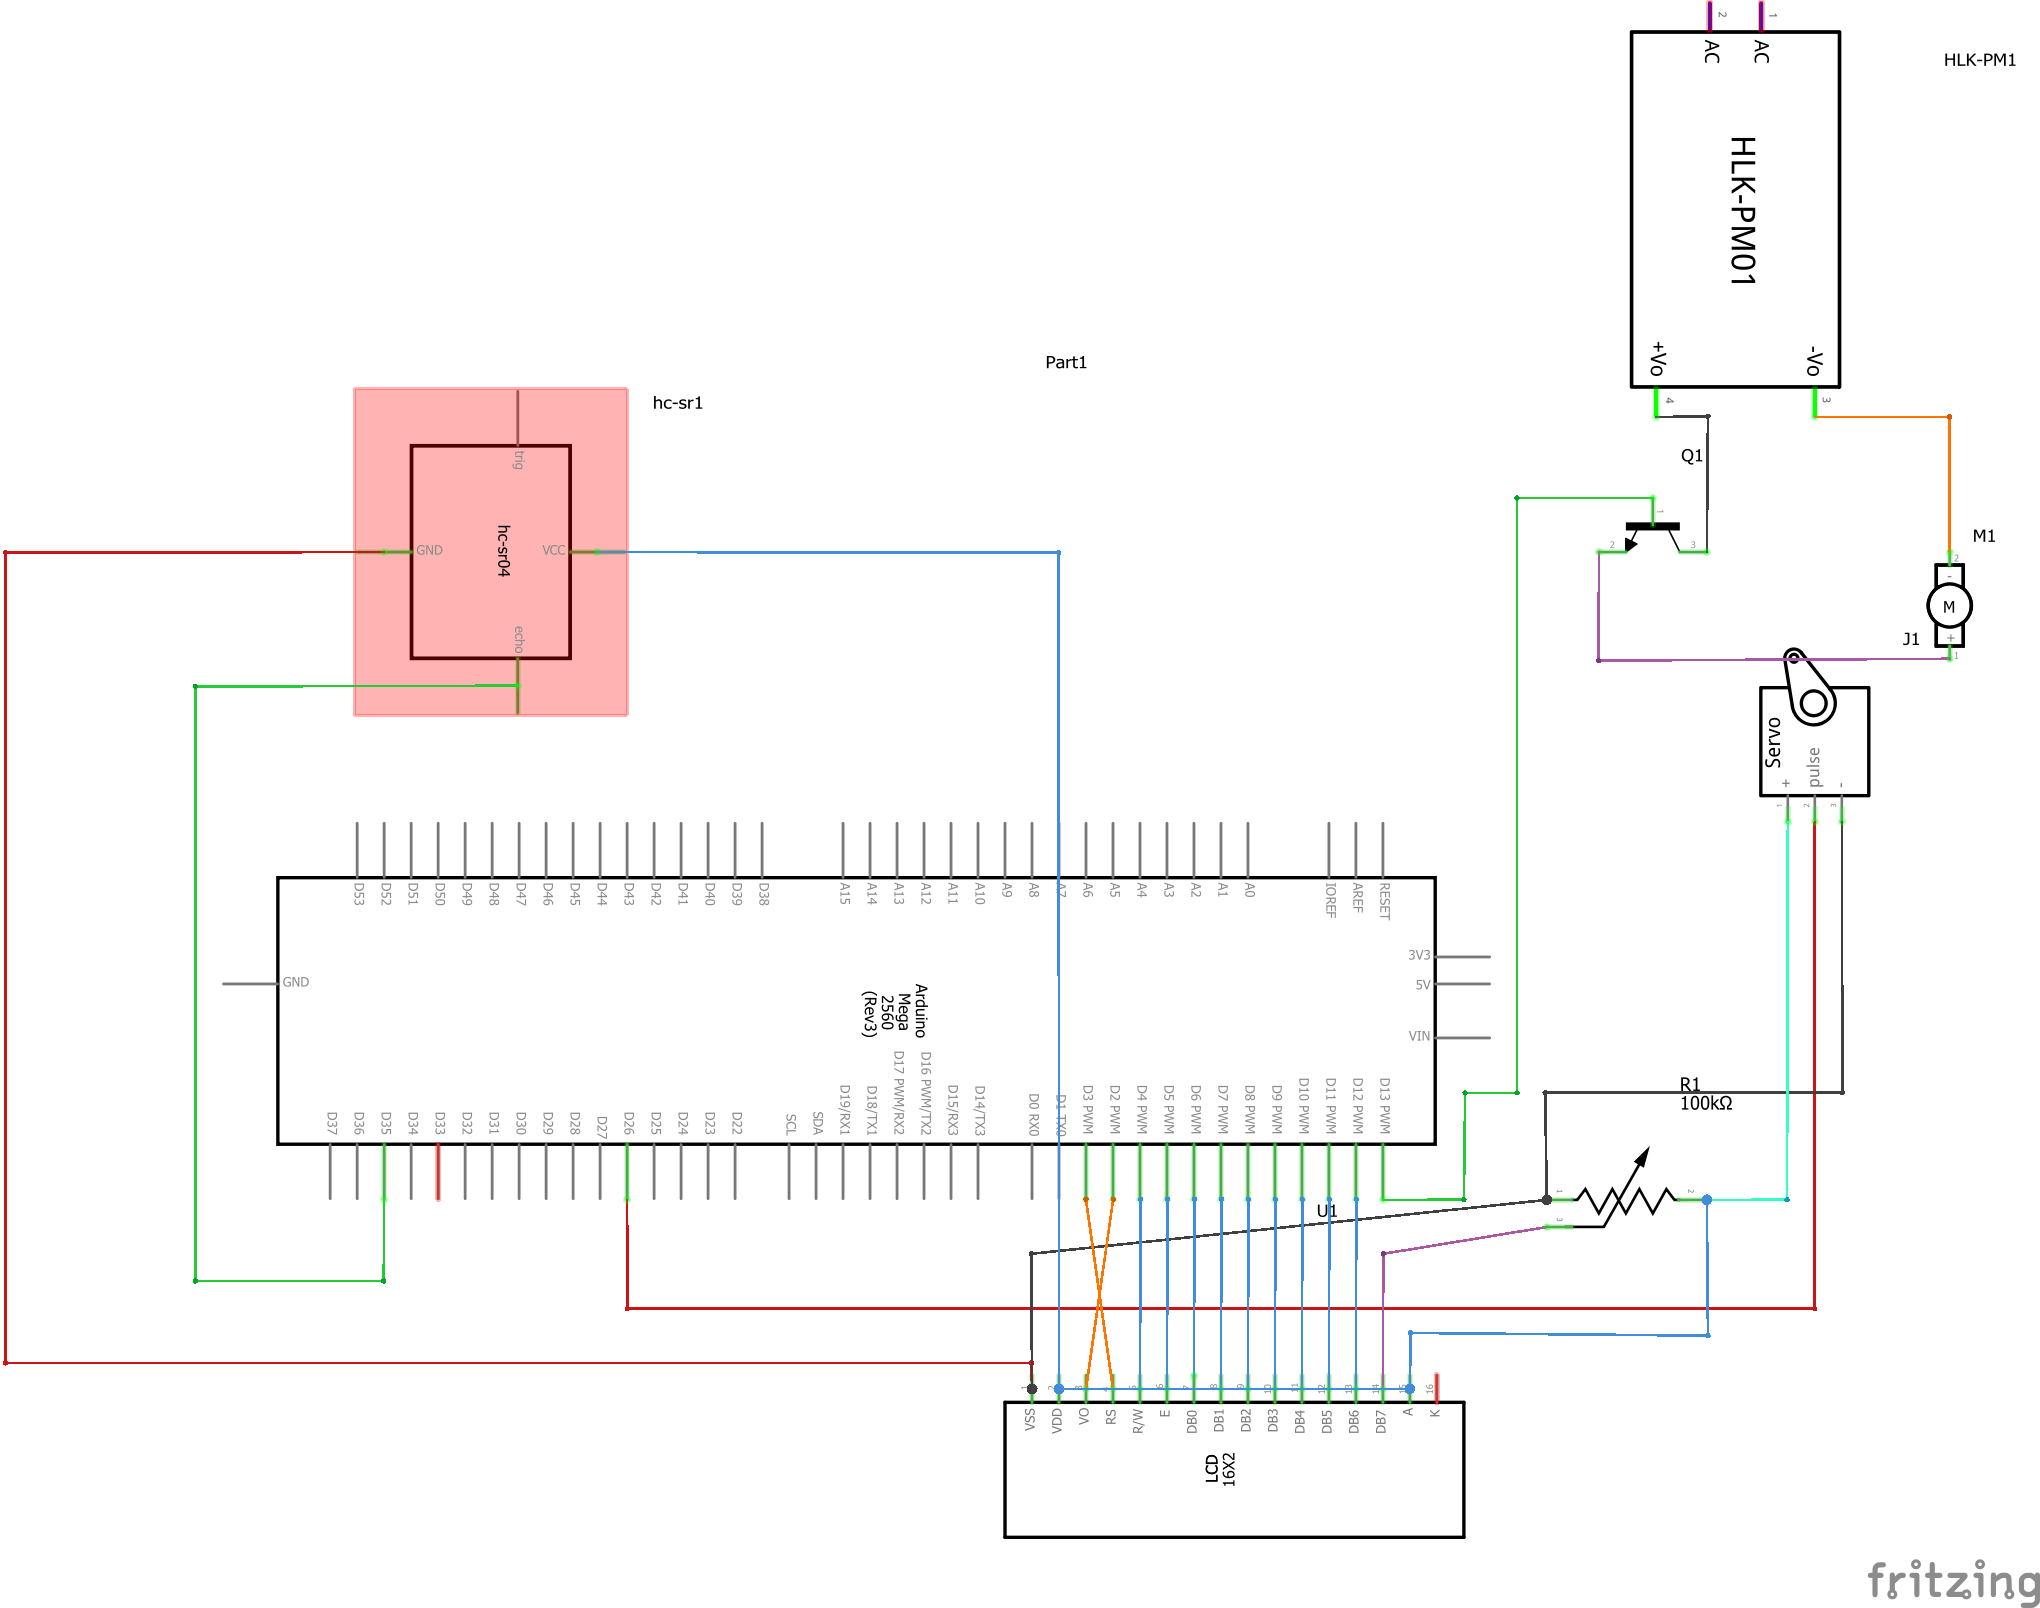 2
1
AC
AC
HLK-PM1
HLK-PM01
+Vo
-Vo
4
3
Part1
hc-sr1
Q1
trig
hc-sr04
GND
VCC
echo
1
2
3
M1
2
-
M
+
1
J1
Servo
pulse
+
-
1
2
3
D53
D52
D51
D50
D49
D48
D47
D46
D45
D44
D43
D42
D41
D40
D39
D38
A15
A14
A13
A12
A11
A10
A9
A8
A7
A6
A5
A4
A3
A2
A1
A0
IOREF
AREF
RESET
3V3
5V
VIN
GND
Arduino
Mega
2560
(Rev3)
D37
D36
D35
D34
D33
D32
D31
D30
D29
D28
D27
D26
D25
D24
D23
D22
SCL
SDA
D19/RX1
D18/TX1
D17 PWM/RX2
D16 PWM/TX2
D15/RX3
D14/TX3
D0 RX0
D1 TX0
D3 PWM
D2 PWM
D4 PWM
D5 PWM
D6 PWM
D7 PWM
D8 PWM
D9 PWM
D10 PWM
D11 PWM
D12 PWM
D13 PWM
R1
100kΩ
1
2
3
U1
1
2
3
4
5
6
7
8
9
10
11
12
13
14
15
16
VSS
VDD
VO
RS
R/W
E
DB0
DB1
DB2
DB3
DB4
DB5
DB6
DB7
A
K
LCD
16X2
fritzing